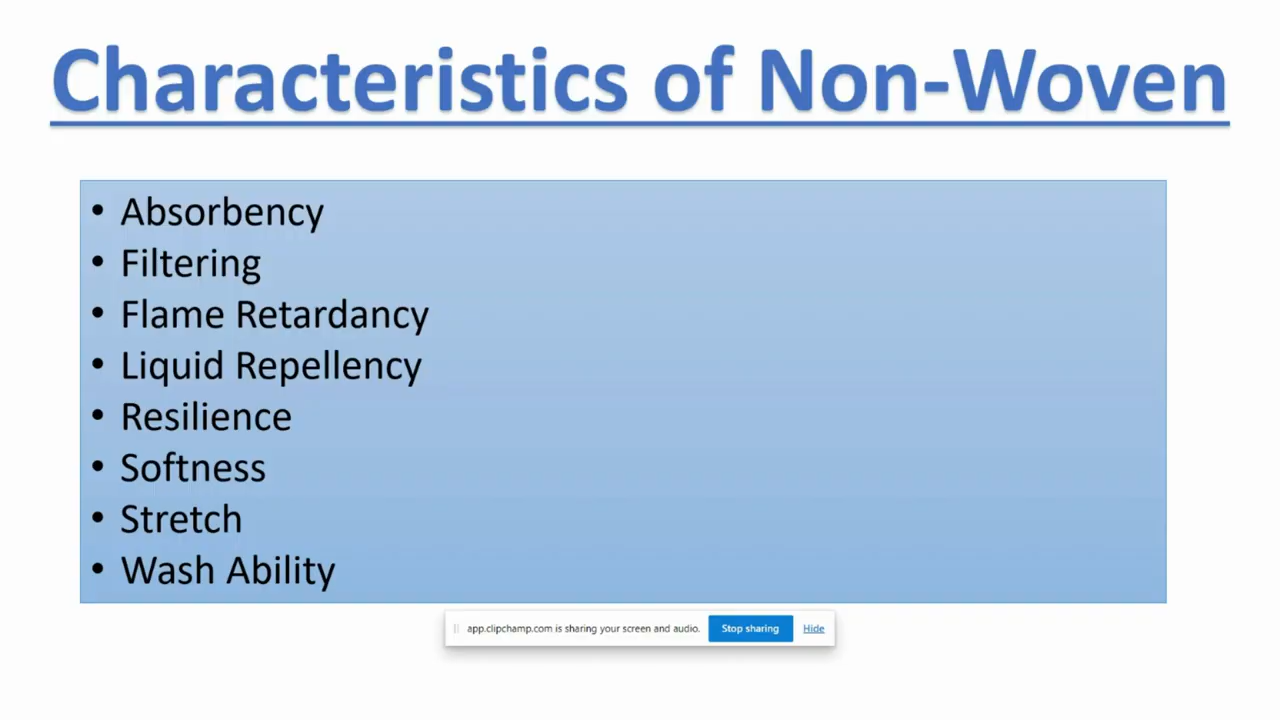 Characteristics of Non-Woven
• Absorbency
• Filtering
• Flame Retardancy
• Liquid Repellency
• Resilience
• Softness
• Stretch
• Wash Ability
app.clipchamp.com is sharing your screen and audio. Stop sharing Hide